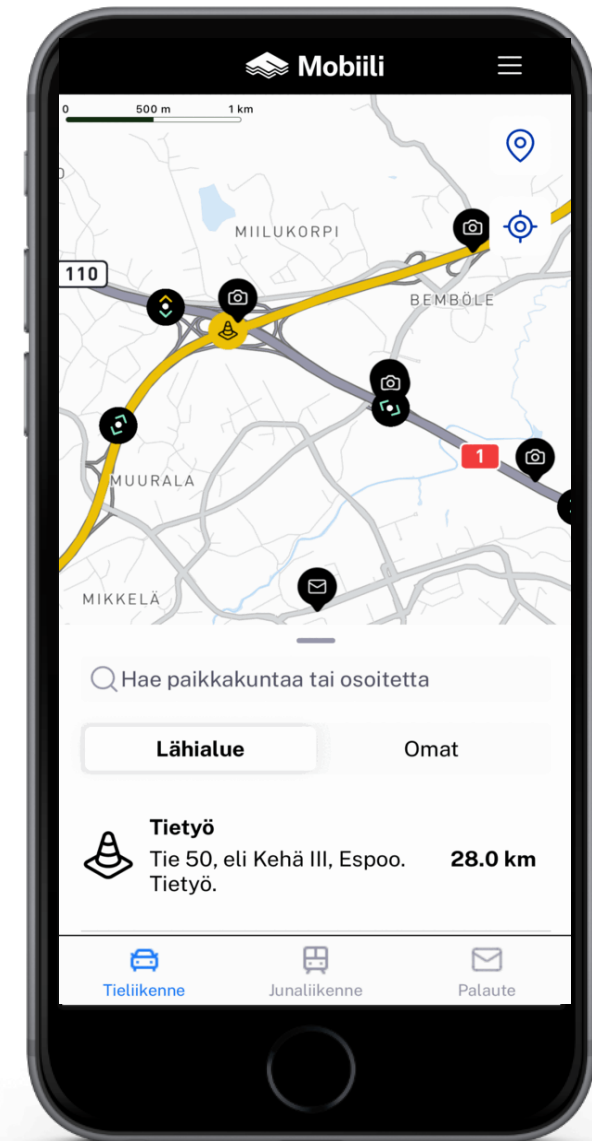 Mobiili
0 500 m 1 km
MIILUKORPI
110
BEMBÖLE
1
MUURALA
MIKKELÄ
Hae paikkakuntaa tai osoitetta
Lähialue Omat
Tietyö
Tie 50, eli Kehä III, Espoo. 28.0 km
Tietyö.
Tieliikenne Junaliikenne Palaute